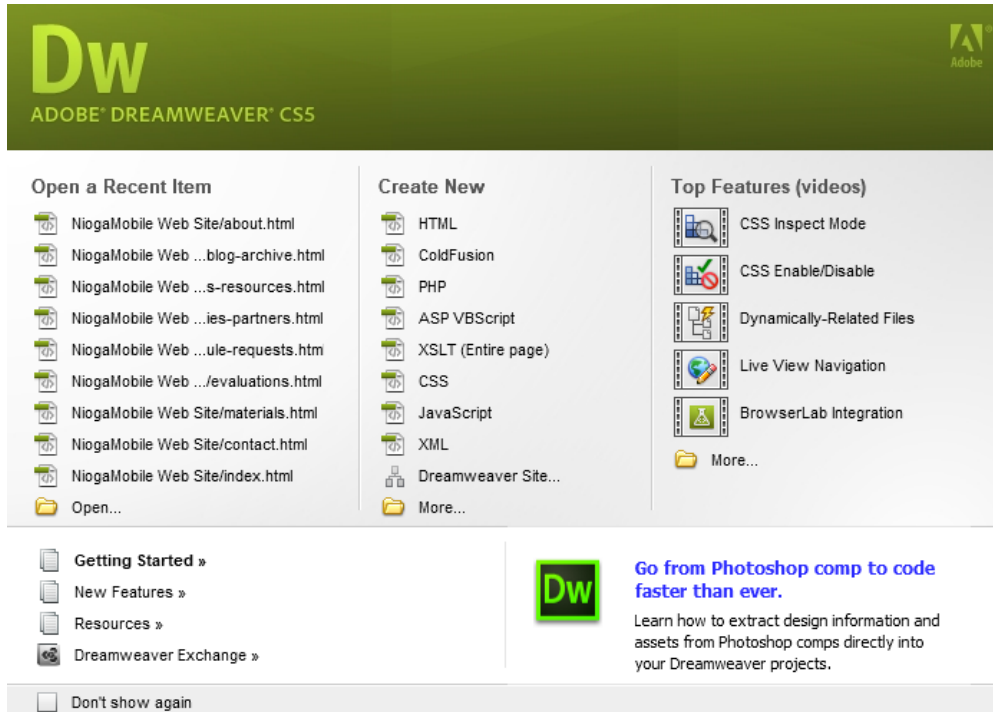 Dw
Adobe
ADOBE® DREAMWEAVER® CS5
Open a Recent Item
NiogaMobile Web Site/about.html
NiogaMobile Web ...blog-archive.html
NiogaMobile Web ...s-resources.html
NiogaMobile Web ...ies-partners.html
NiogaMobile Web ...ule-requests.htm
NiogaMobile Web .../evaluations.html
NiogaMobile Web Site/materials.html
NiogaMobile Web Site/contact.html
NiogaMobile Web Site/index.html
Open...
Create New
HTML
ColdFusion
PHP
ASP VBScript
XSLT (Entire page)
CSS
JavaScript
XML
Dreamweaver Site...
More...
Top Features (videos)
CSS Inspect Mode
CSS Enable/Disable
Dynamically-Related Files
Live View Navigation
BrowserLab Integration
More...
Getting Started »
New Features »
Resources »
Dreamweaver Exchange »
Dw
Go from Photoshop comp to code
faster than ever.
Learn how to extract design information and
assets from Photoshop comps directly into
your Dreamweaver projects.
Don't show again